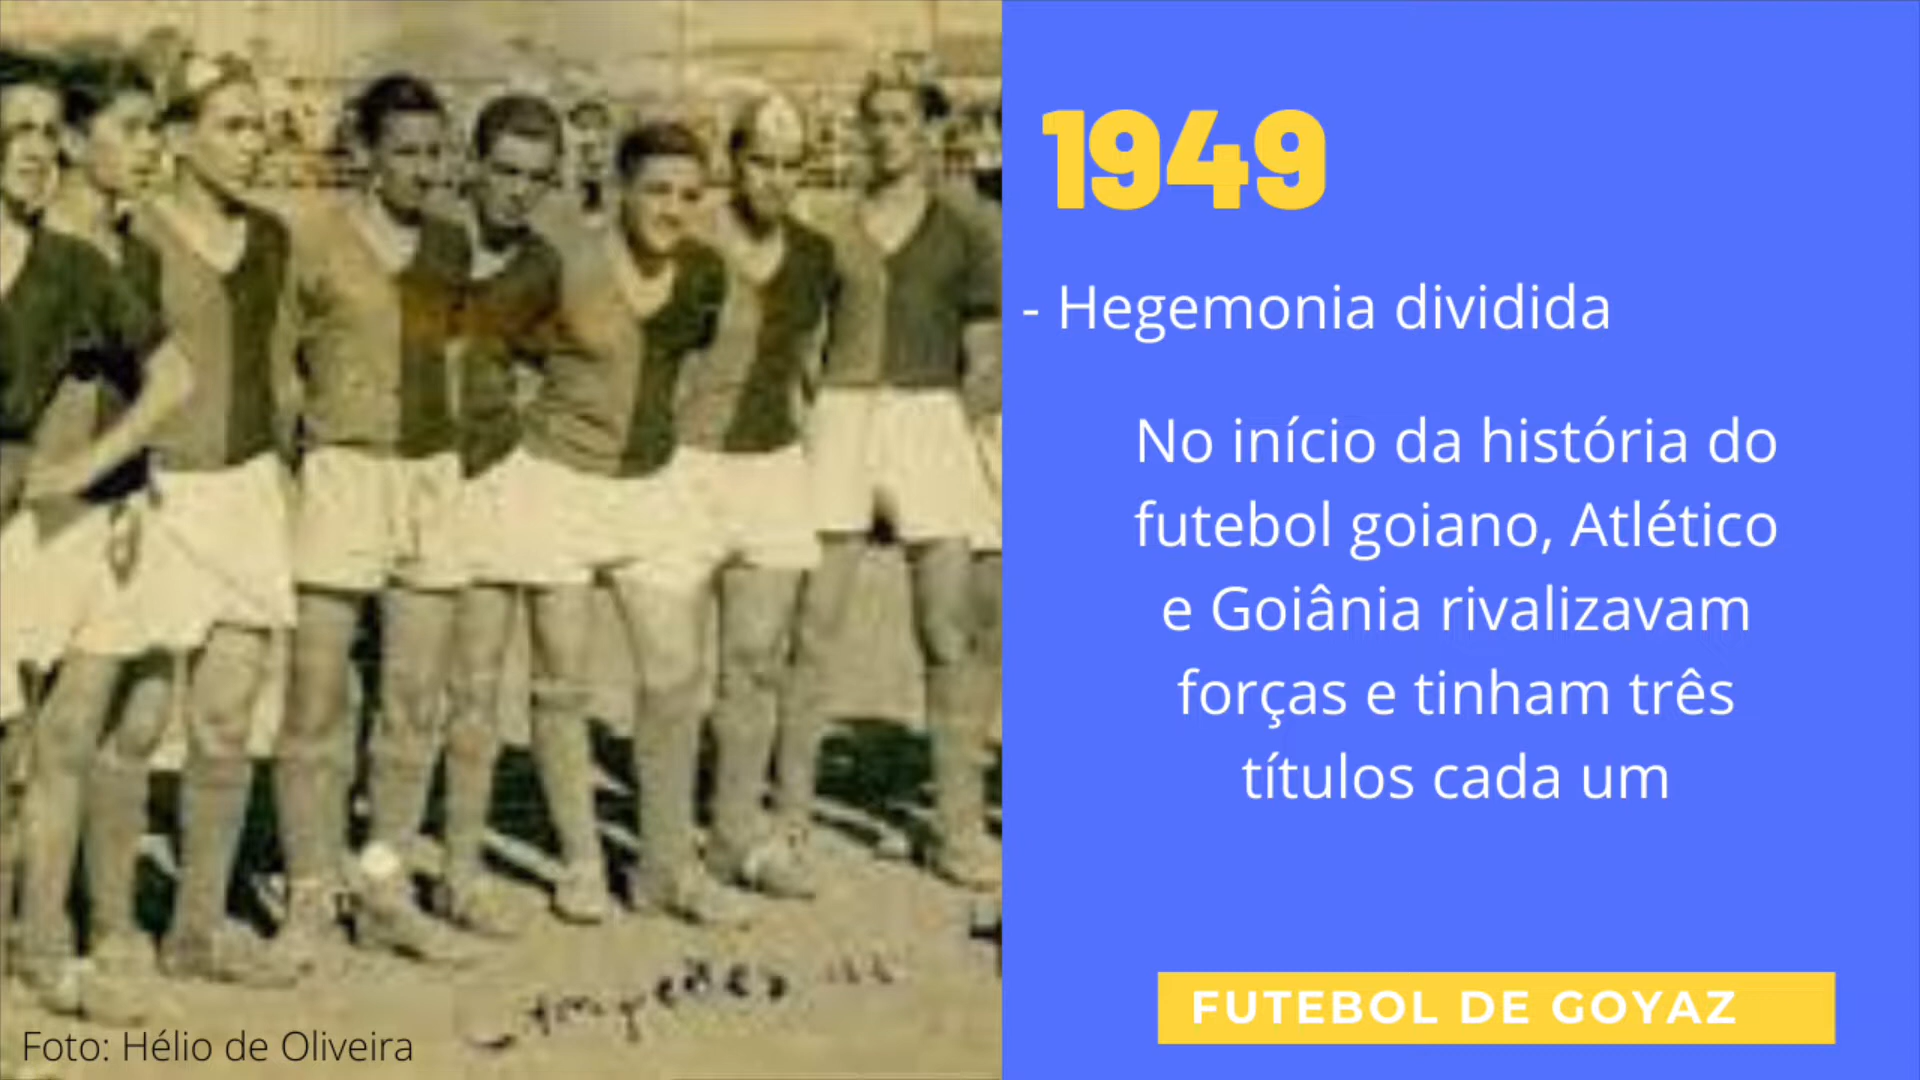 1949
- Hegemonia dividida
No início da história do
futebol goiano, Atlético
e Goiânia rivalizavam
forças e tinham três
títulos cada um
FUTEBOL DE GOYAZ
Foto: Hélio de Oliveira